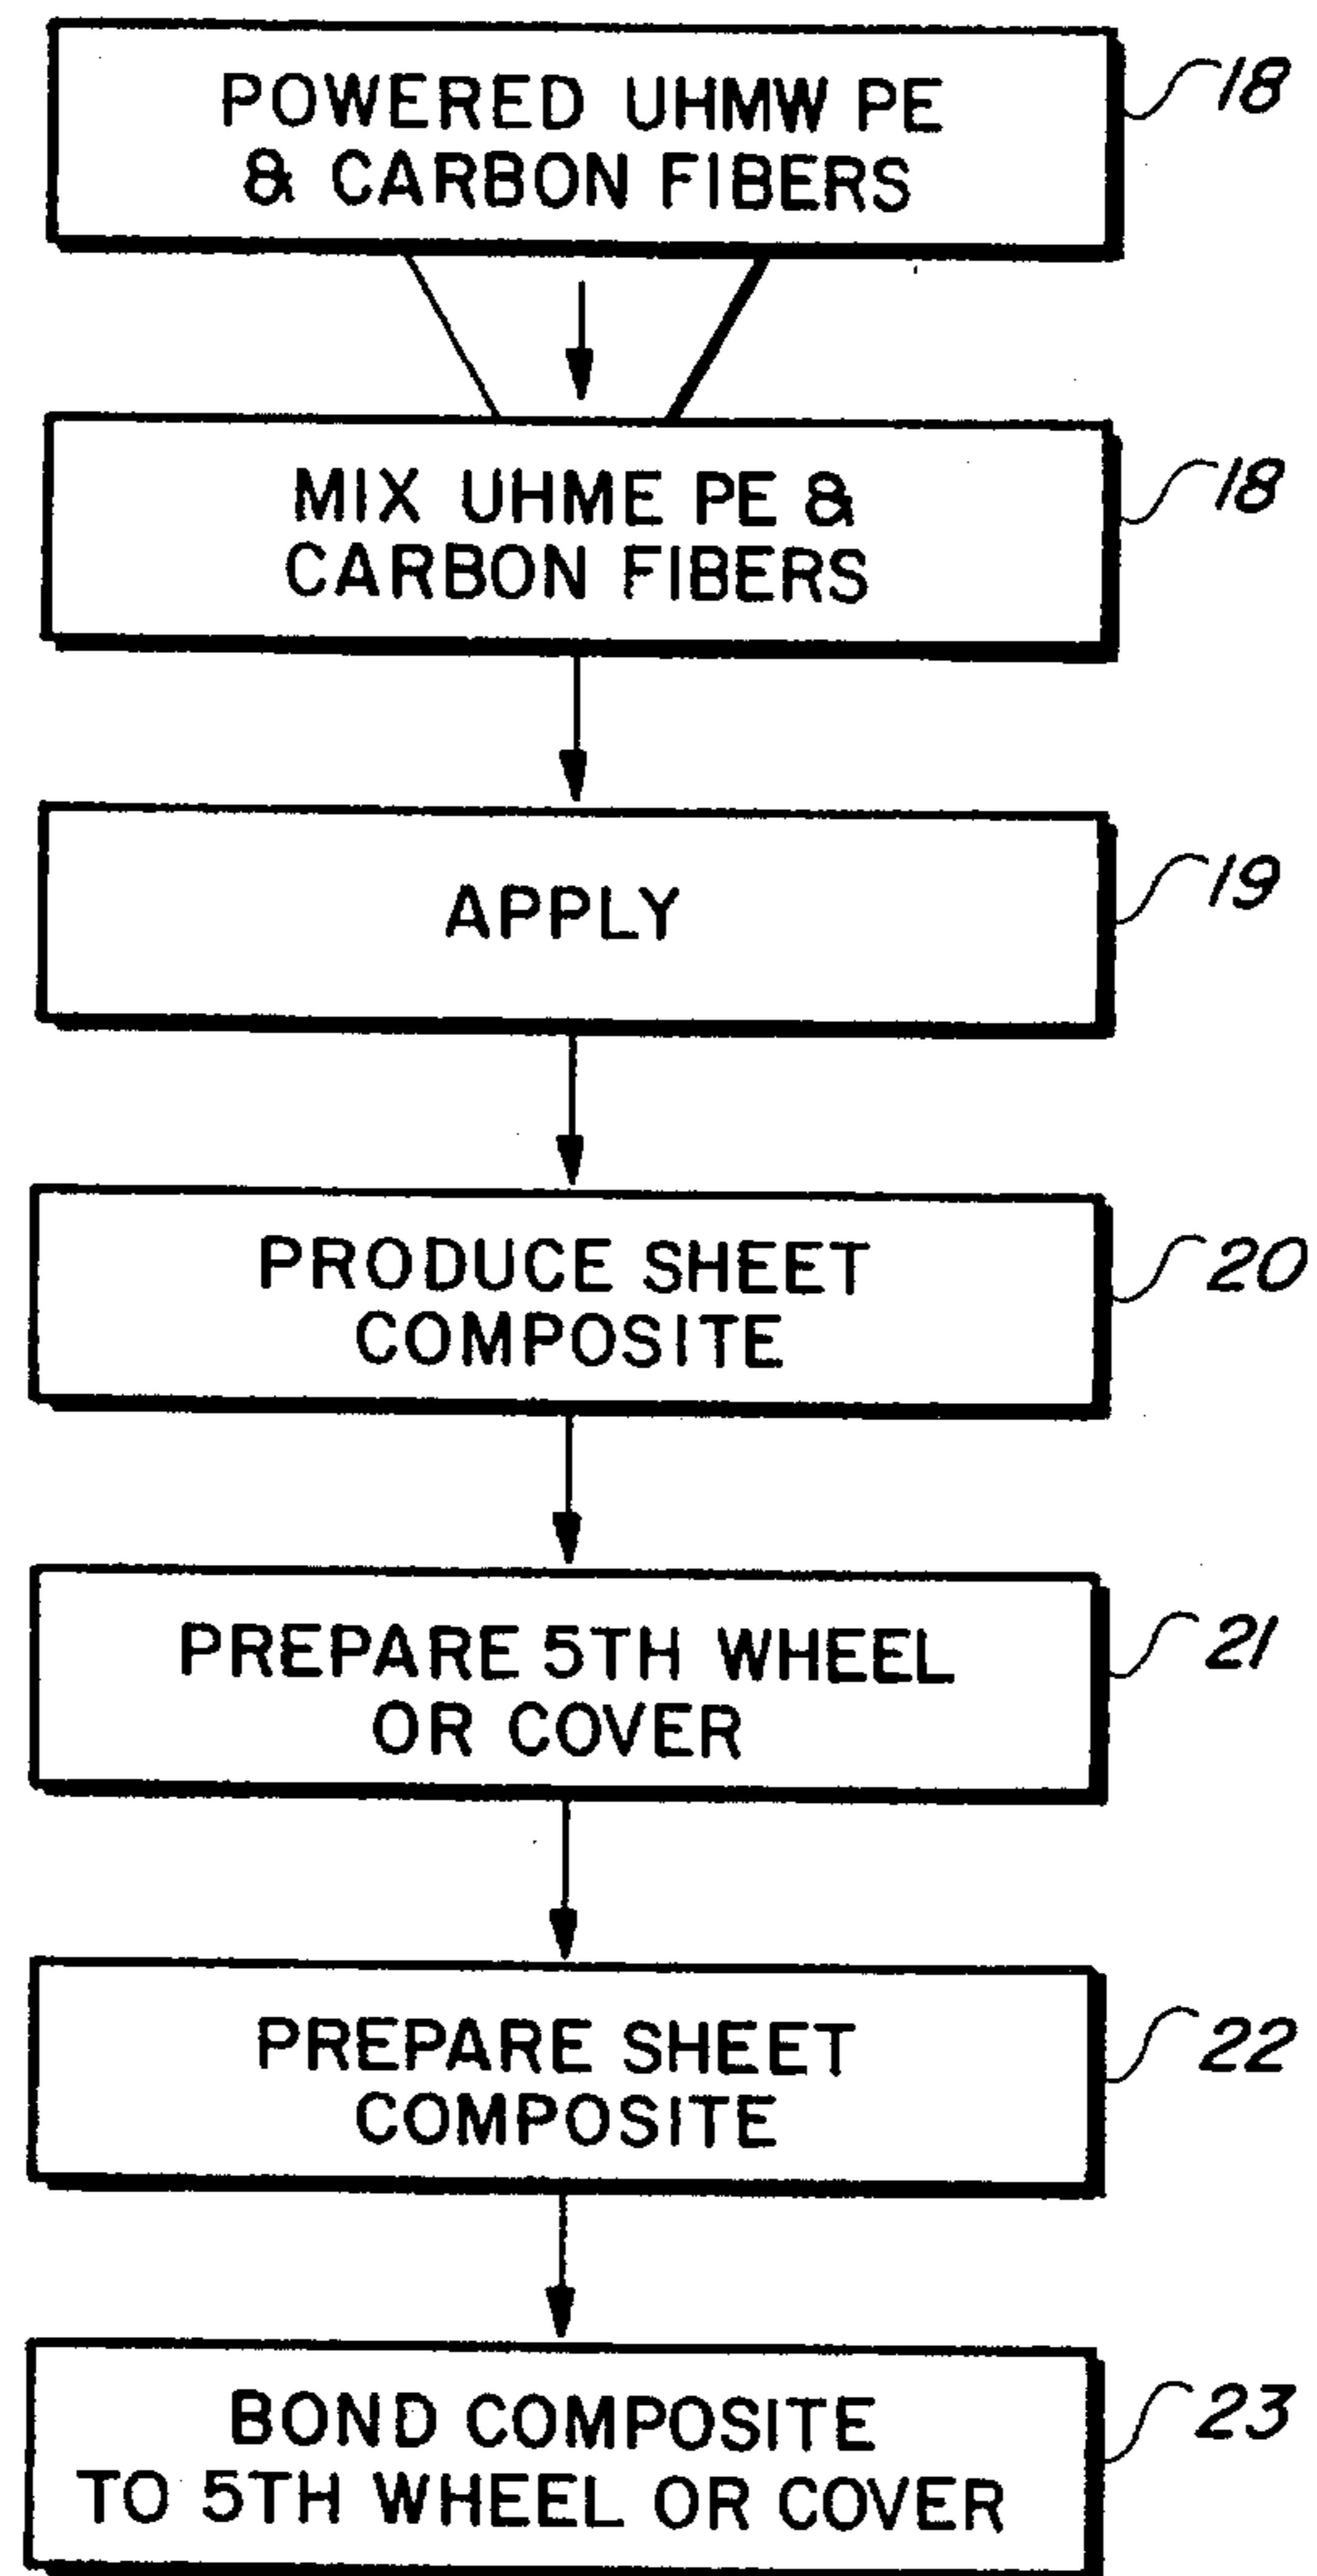 POWERED UHMW PE
& CARBON FIBERS
18
MIX UHME PE &
CARBON FIBERS
18
APPLY
19
PRODUCE SHEET
COMPOSITE
20
PREPARE 5TH WHEEL
OR COVER
21
PREPARE SHEET
COMPOSITE
22
BOND COMPOSITE
TO 5TH WHEEL OR COVER
23